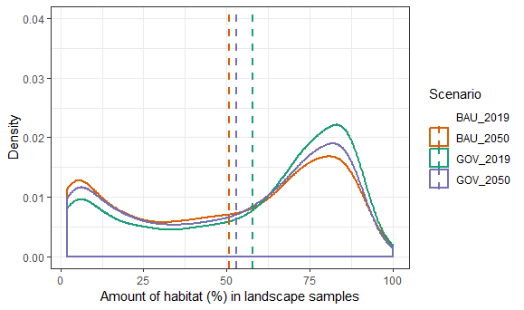 0.04
0.03
0.02
0.01
0.00
Density
0
25
50
75
100
Amount of habitat (%) in landscape samples
Scenario
BAU_2019
BAU_2050
GOV_2019
GOV_2050